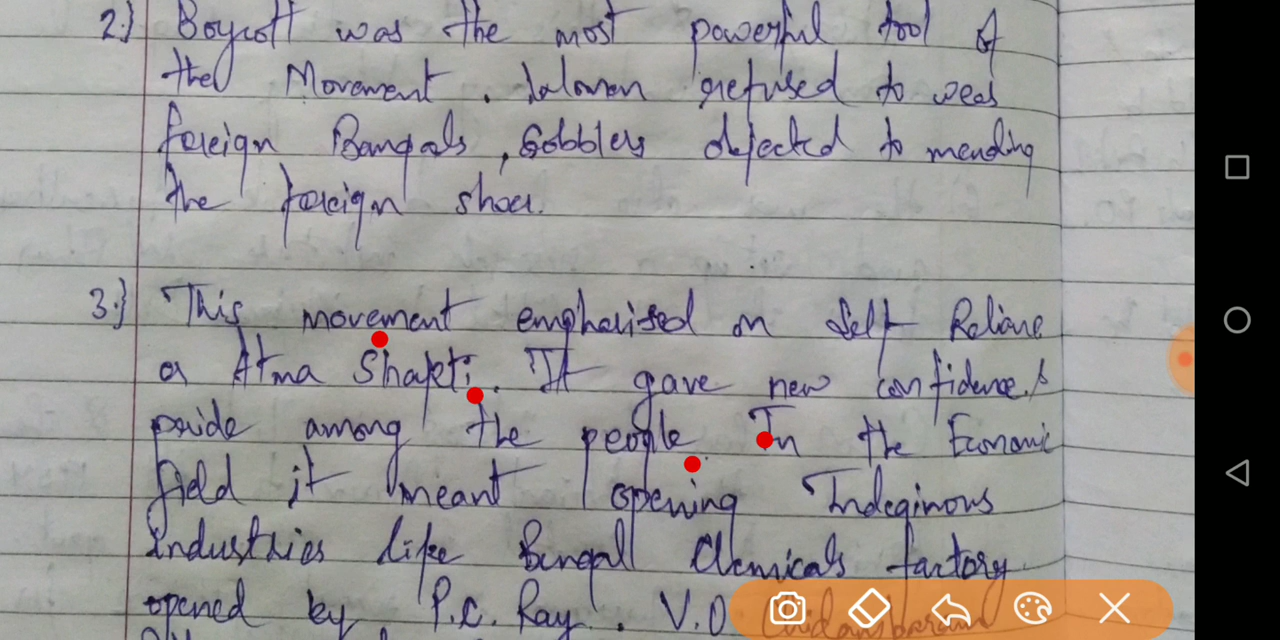 2.} Boycott was the most powerful tool of
the Movement. Women refused to wear
foreign Bangals, Cobblers objected to mending
the foreign shoes.
3.} This movement emphasised on Self Reliance
or Atma Shakti. It gave new confidence &
pride among the people. In the Economic
field it meant opening Indeginous
industries like Bengal Chemicals factory
opened by P.C. Ray. V.O